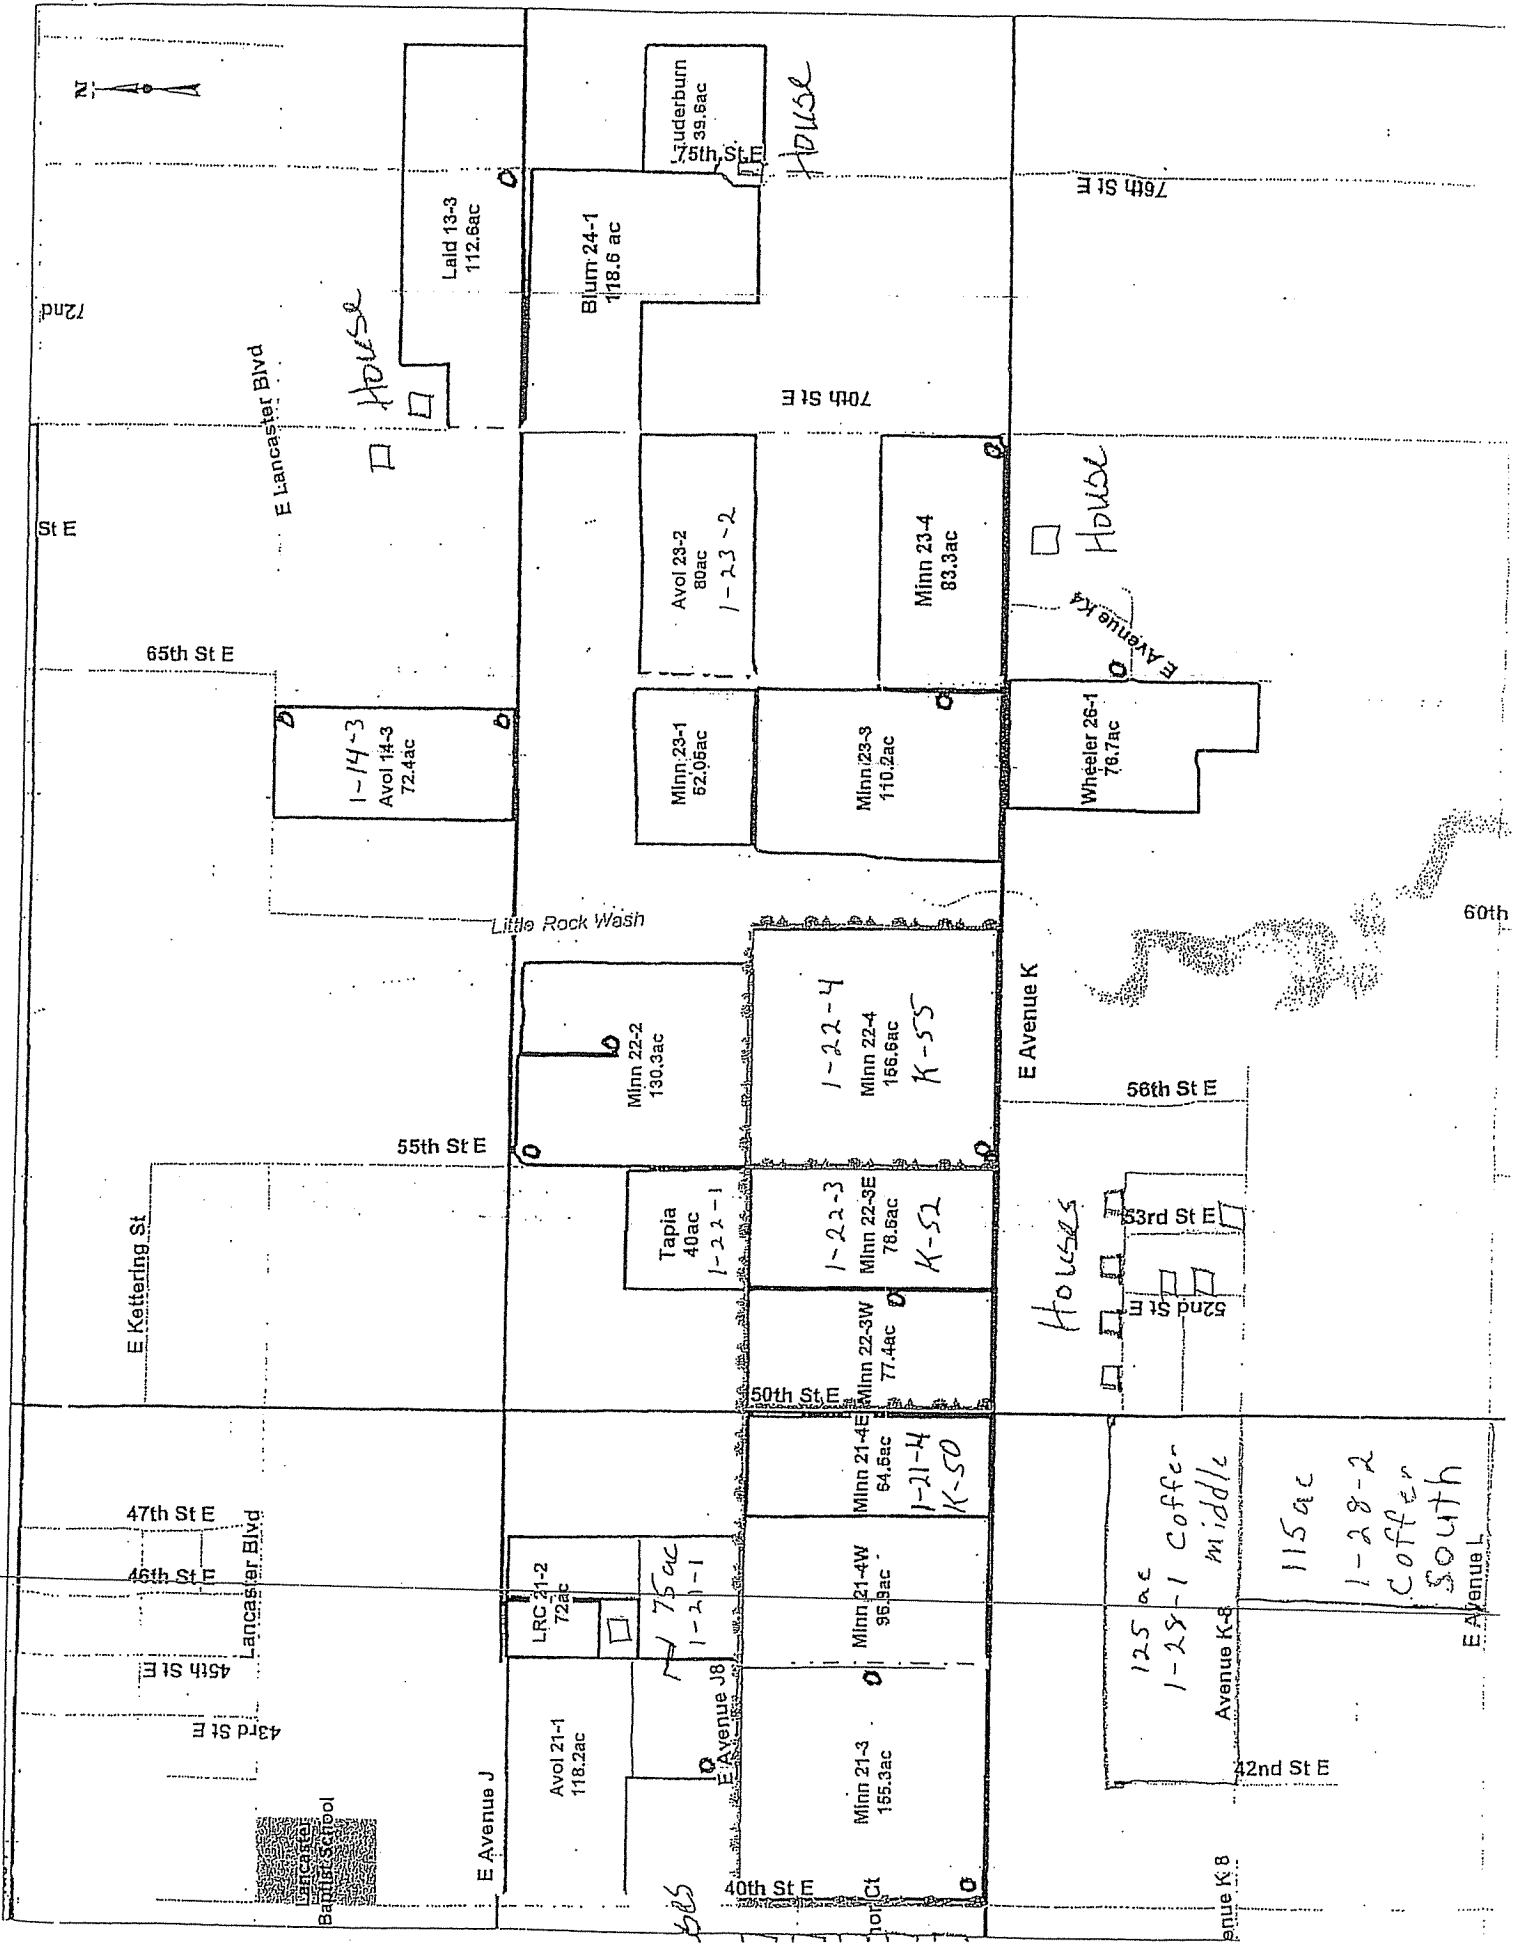 N
72nd
St E
E Lancaster Blvd
House
Laid 13-3
112.6ac
uderburn
39.6ac
75th St E
House
Blum 24-1
118.6 ac
76th St E
70th St E
65th St E
1-14-3
Avol 14-3
72.4ac
Avol 23-2
80ac
1-23-2
Minn 23-4
83.3ac
House
E Avenue K4
Minn 23-1
52.05ac
Minn 23-3
110.2ac
Wheeler 26-1
76.7ac
Little Rock Wash
60th
E Avenue K
Minn 22-2
130.3ac
1-22-4
Minn 22-4
156.6ac
K-55
56th St E
55th St E
E Kettering St
Tapia
40ac
1-22-1
1-22-3
Minn 22-3E
78.6ac
K-52
Houses
53rd St E
52nd St E
Minn 22-3W
77.4ac
50th St E
47th St E
46th St E
Lancaster Blvd
45th St E
43rd St E
LRC 21-2
72ac
75ac
1-21-1
Minn 21-4E
64.6ac
1-21-4
K-50
Minn 21-4W
96.9ac
125 ac
1-28-1 Coffer
middle
Avenue K-8
115ac
1-28-2
Coffer
South
E Avenue L
42nd St E
Lancaster
Baptist School
E Avenue J
Avol 21-1
118.2ac
E Avenue J8
Minn 21-3
155.3ac
40th St E
Ct
enue K 8